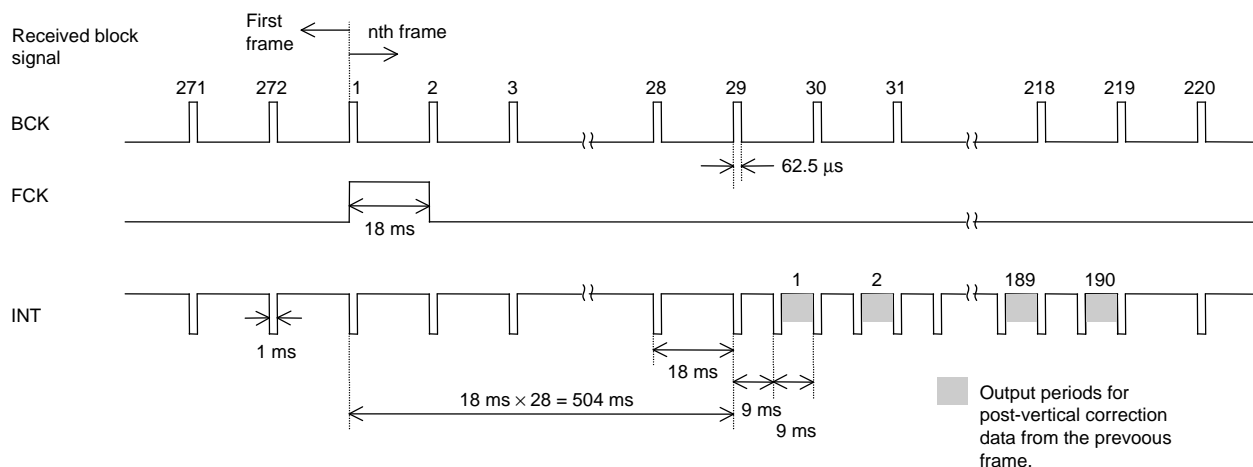 Received block
signal
First
frame
nth frame
271 272 1 2 3 28 29 30 31 218 219 220
BCK
62.5 µs
FCK
18 ms
1 2 189 190
INT
1 ms
18 ms
18 ms × 28 = 504 ms
9 ms
9 ms
Output periods for
post-vertical correction
data from the prevoous
frame.